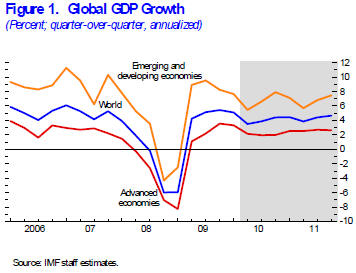 Figure 1. Global GDP Growth
(Percent; quarter-over-quarter, annualized)
Emerging and
developing economies
World
Advanced
economies
12
10
8
6
4
2
0
-2
-4
-6
-8
-10
2006 07 08 09 10 11
Source: IMF staff estimates.